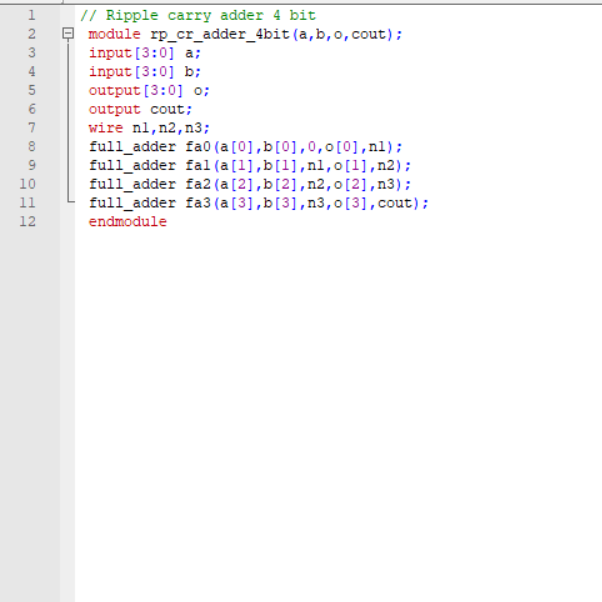 1 // Ripple carry adder 4 bit
2 module rp_cr_adder_4bit(a,b,o,cout);
3 input[3:0] a;
4 input[3:0] b;
5 output[3:0] o;
6 output cout;
7 wire n1,n2,n3;
8 full_adder fa0(a[0],b[0],0,o[0],n1);
9 full_adder fa1(a[1],b[1],n1,o[1],n2);
10 full_adder fa2(a[2],b[2],n2,o[2],n3);
11 full_adder fa3(a[3],b[3],n3,o[3],cout);
12 endmodule